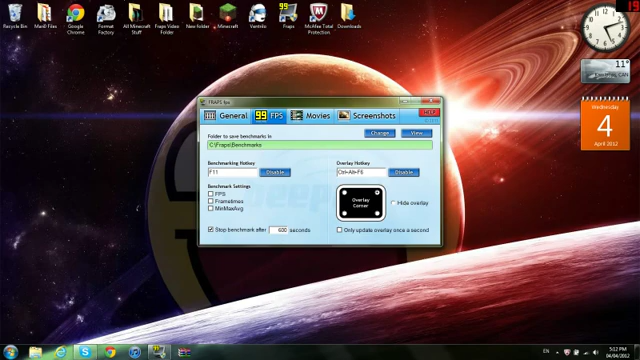 Recycle Bin
Google Chrome
Format Factory
All Minecraft Stuff
Fraps Video Folder
New folder
Minecraft
Ventrilo
99
Fraps
McAfee Total Protection
Downloads
19
11°
CAN
Wednesday
4
April 2012
FRAPS fps
General
99 FPS
Movies
Screenshots
Folder to save benchmarks in
Change
View
C:\Fraps\Benchmarks
Benchmarking Hotkey
F11
Disable
Overlay Hotkey
Ctrl+Alt+F6
Disable
Benchmark Settings
FPS
Frametimes
MinMaxAvg
Overlay Corner
Hide overlay
Stop benchmark after 600 seconds
Only update overlay once a second
EN
5:12 PM
04/04/2012